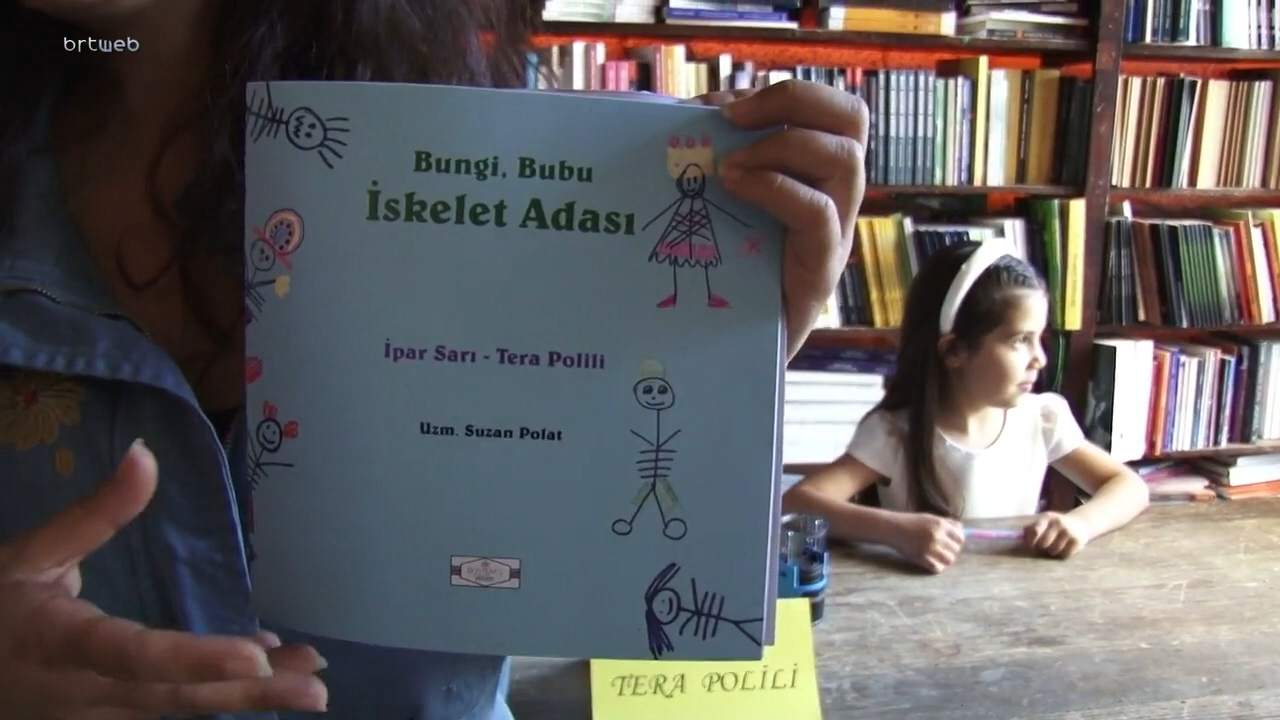 brtweb
Bungi, Bubu
İskelet Adası
İpar Sarı - Tera Polili
Uzm. Suzan Polat
TERA POLİLİ